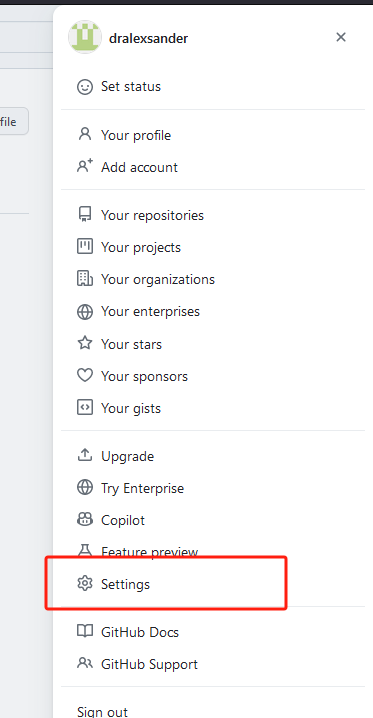 dralexsander
Set status
file
Your profile
Add account
Your repositories
Your projects
Your organizations
Your enterprises
Your stars
Your sponsors
Your gists
Upgrade
Try Enterprise
Copilot
Feature preview
Settings
GitHub Docs
GitHub Support
Sign out